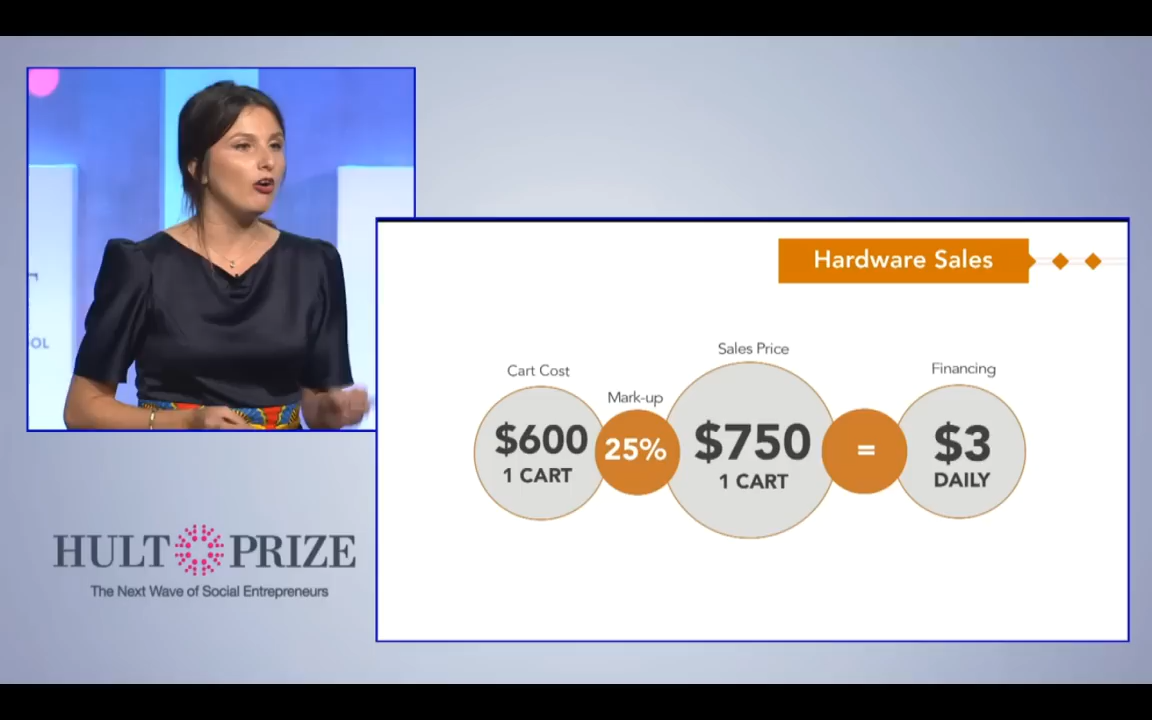 OL
Hardware Sales
Cart Cost
$600
1 CART
Mark-up
25%
Sales Price
$750
1 CART
=
Financing
$3
DAILY
HULT PRIZE
The Next Wave of Social Entrepreneurs